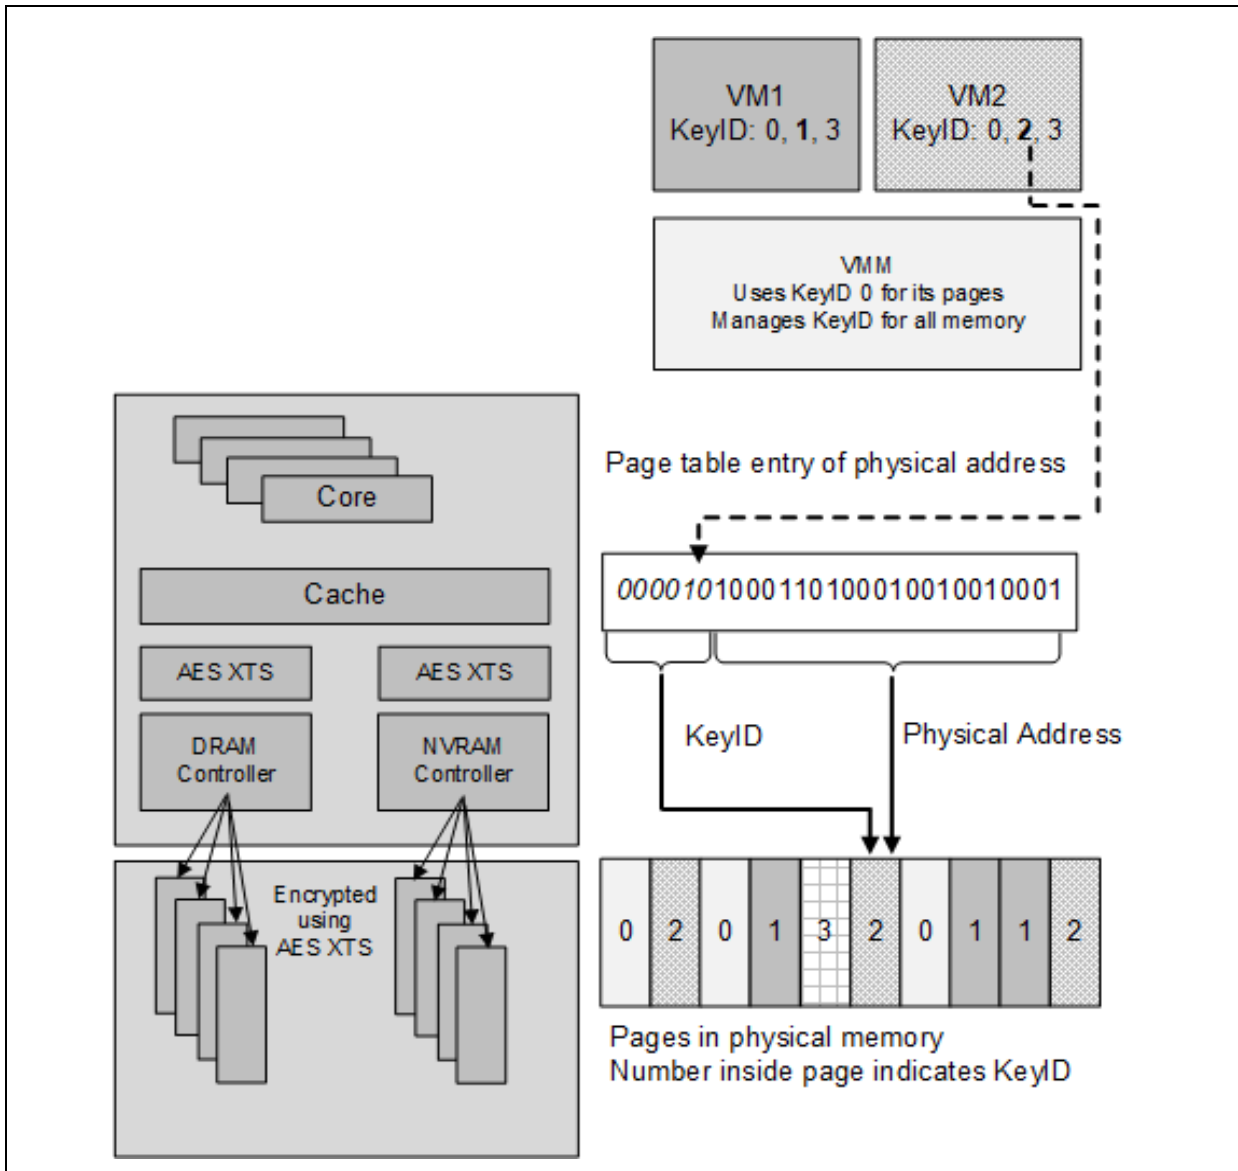 VM1
KeyID: 0, 1, 3
VM2
KeyID: 0, 2, 3
VMM
Uses KeyID 0 for its pages
Manages KeyID for all memory
Page table entry of physical address
Core
Cache
AES XTS
AES XTS
DRAM
Controller
NVRAM
Controller
0000101000110100010010010001
KeyID
Physical Address
Encrypted
using
AES XTS
0 2 0 1 3 2 0 1 1 2
Pages in physical memory
Number inside page indicates KeyID